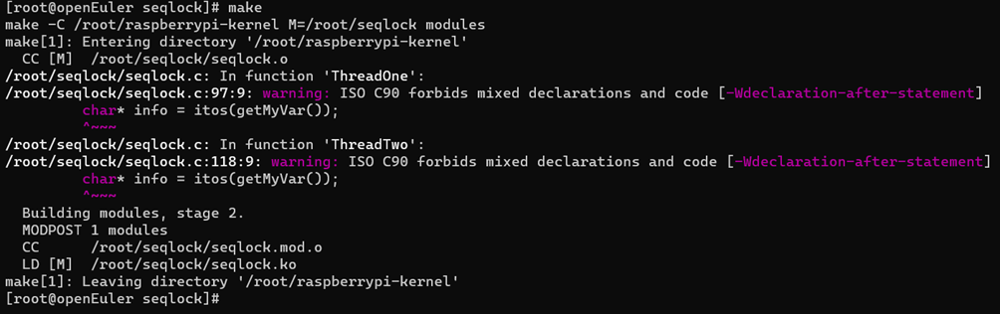 [root@openEuler seqlock]# make
make -C /root/raspberrypi-kernel M=/root/seqlock modules
make[1]: Entering directory '/root/raspberrypi-kernel'
  CC [M]  /root/seqlock/seqlock.o
/root/seqlock/seqlock.c: In function 'ThreadOne':
/root/seqlock/seqlock.c:97:9: warning: ISO C90 forbids mixed declarations and code [-Wdeclaration-after-statement]
         char* info = itos(getMyVar());
         ^~~~
/root/seqlock/seqlock.c: In function 'ThreadTwo':
/root/seqlock/seqlock.c:118:9: warning: ISO C90 forbids mixed declarations and code [-Wdeclaration-after-statement]
         char* info = itos(getMyVar());
         ^~~~
  Building modules, stage 2.
  MODPOST 1 modules
  CC      /root/seqlock/seqlock.mod.o
  LD [M]  /root/seqlock/seqlock.ko
make[1]: Leaving directory '/root/raspberrypi-kernel'
[root@openEuler seqlock]#